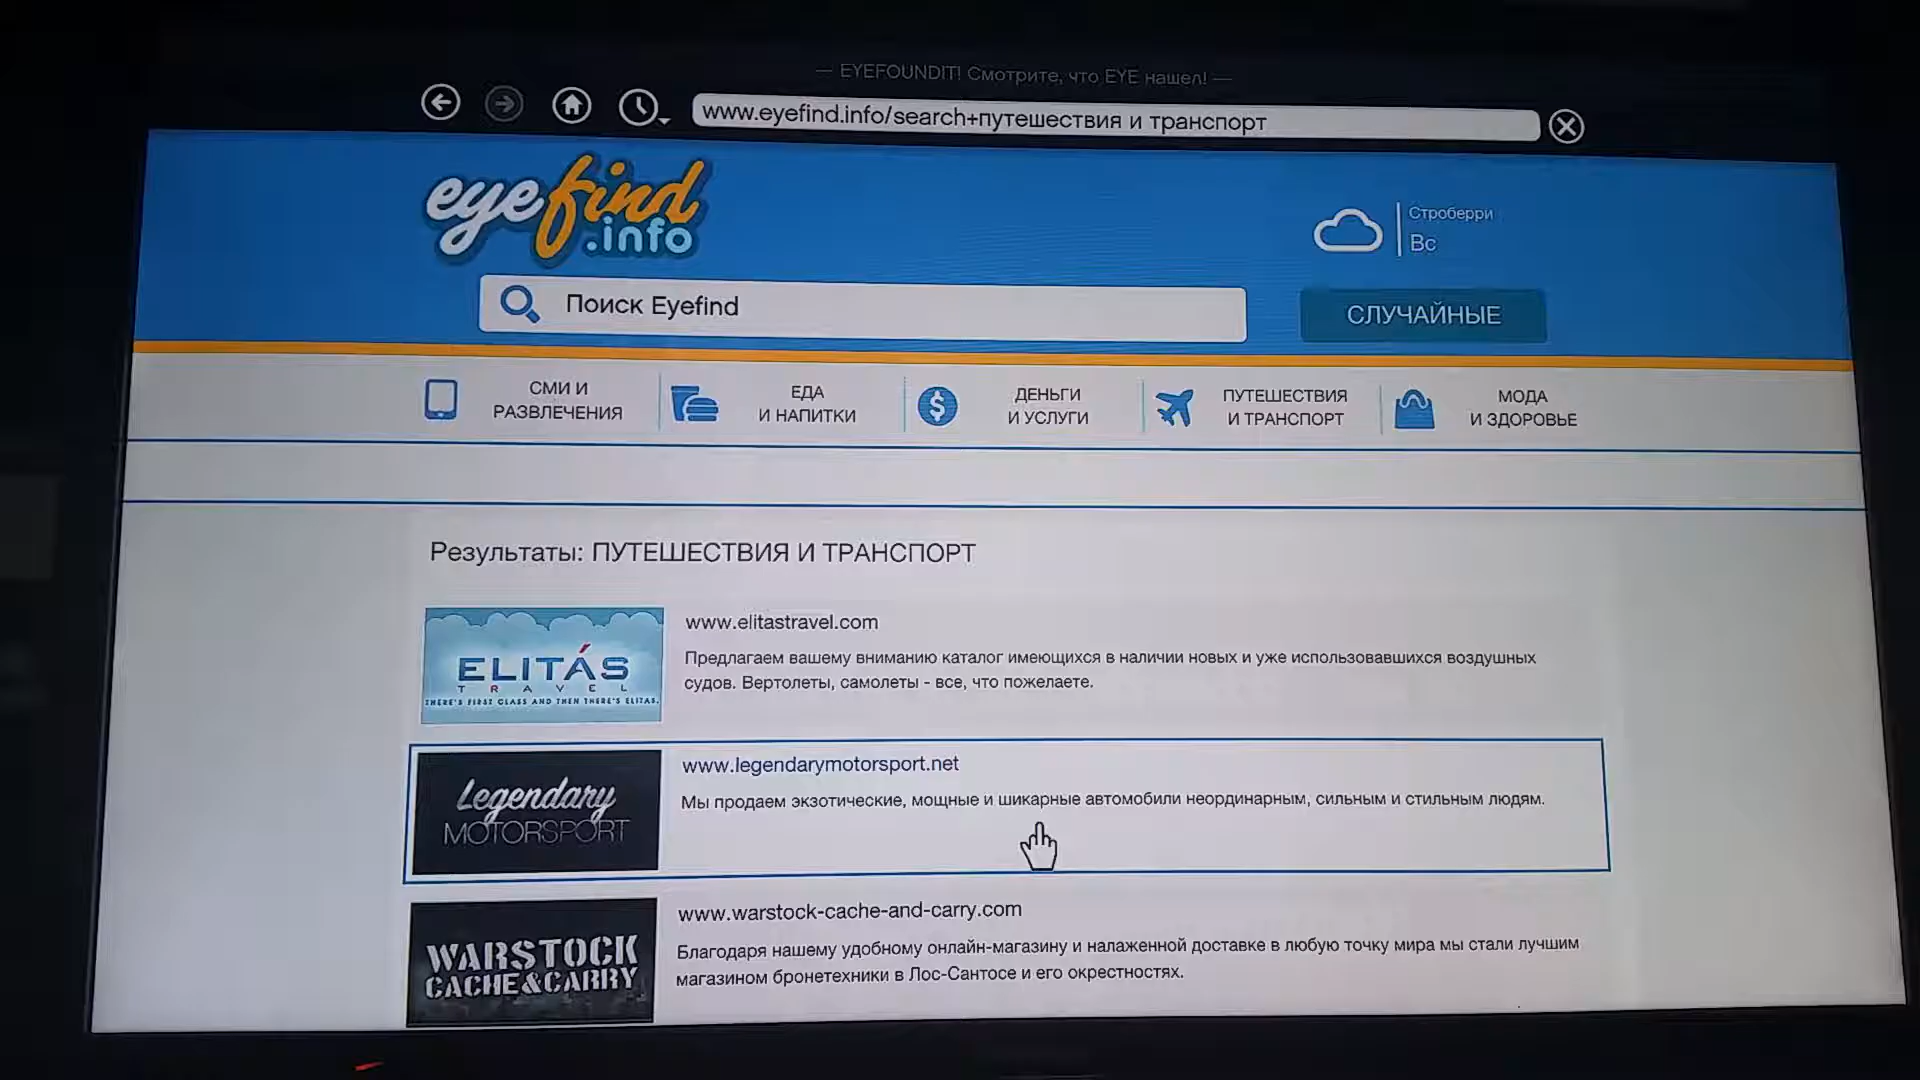 — EYEFOUNDIT! Смотрите, что EYE нашел! —
www.eyefind.info/search+путешествия и транспорт
eyefind
.info
Строберри
Вс
Поиск Eyefind
СЛУЧАЙНЫЕ
СМИ И
РАЗВЛЕЧЕНИЯ
ЕДА
И НАПИТКИ
ДЕНЬГИ
И УСЛУГИ
ПУТЕШЕСТВИЯ
И ТРАНСПОРТ
МОДА
И ЗДОРОВЬЕ
Результаты: ПУТЕШЕСТВИЯ И ТРАНСПОРТ
ELITÁS
TRAVEL
THERE'S FIRST CLASS AND THEN THERE'S ELITAS.
www.elitastravel.com
Предлагаем вашему вниманию каталог имеющихся в наличии новых и уже использовавшихся воздушных
судов. Вертолеты, самолеты - все, что пожелаете.
Legendary
MOTORSPORT
www.legendarymotorsport.net
Мы продаем экзотические, мощные и шикарные автомобили неординарным, сильным и стильным людям.
WARSTOCK
CACHE&CARRY
www.warstock-cache-and-carry.com
Благодаря нашему удобному онлайн-магазину и налаженной доставке в любую точку мира мы стали лучшим
магазином бронетехники в Лос-Сантосе и его окрестностях.